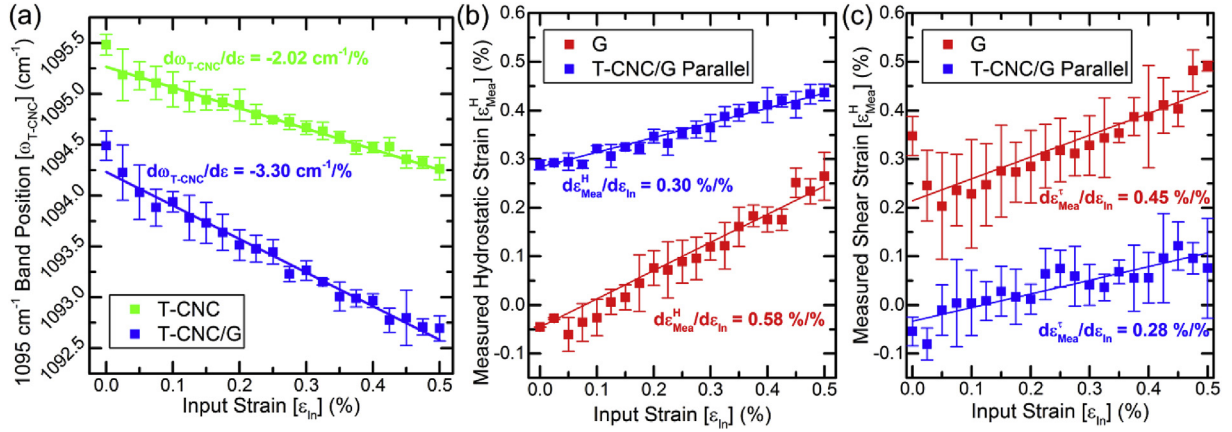 (a)
1095 cm⁻¹ Band Position [ω_T-CNC] (cm⁻¹)
1095.5
1095.0
1094.5
1094.0
1093.5
1093.0
1092.5
dω_T-CNC/dε = -2.02 cm⁻¹/%
dω_T-CNC/dε = -3.30 cm⁻¹/%
T-CNC
T-CNC/G
0.0 0.1 0.2 0.3 0.4 0.5
Input Strain [ε_In] (%)
(b)
Measured Hydrostatic Strain [ε^H_Mea] (%)
0.6
0.5
0.4
0.3
0.2
0.1
0.0
-0.1
G
T-CNC/G Parallel
dε^H_Mea/dε_In = 0.30 %/%
dε^H_Mea/dε_In = 0.58 %/%
0.0 0.1 0.2 0.3 0.4 0.5
Input Strain [ε_In] (%)
(c)
Measured Shear Strain [ε^H_Mea] (%)
0.6
0.5
0.4
0.3
0.2
0.1
0.0
-0.1
G
T-CNC/G Parallel
dε^τ_Mea/dε_In = 0.45 %/%
dε^τ_Mea/dε_In = 0.28 %/%
0.0 0.1 0.2 0.3 0.4 0.5
Input Strain [ε_In] (%)